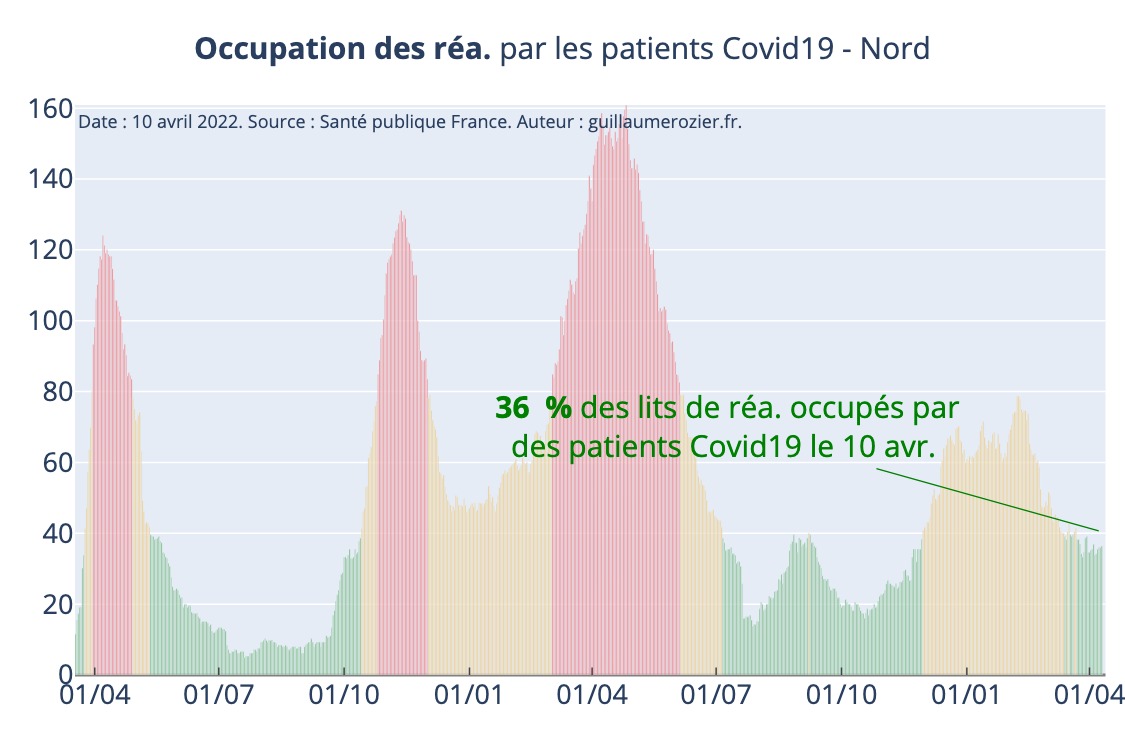 Occupation des réa. par les patients Covid19 - Nord
160
Date : 10 avril 2022. Source : Santé publique France. Auteur : guillaumerozier.fr.
140
120
100
80
36 % des lits de réa. occupés par
des patients Covid19 le 10 avr.
60
40
20
0
01/04 01/07 01/10 01/01 01/04 01/07 01/10 01/01 01/04